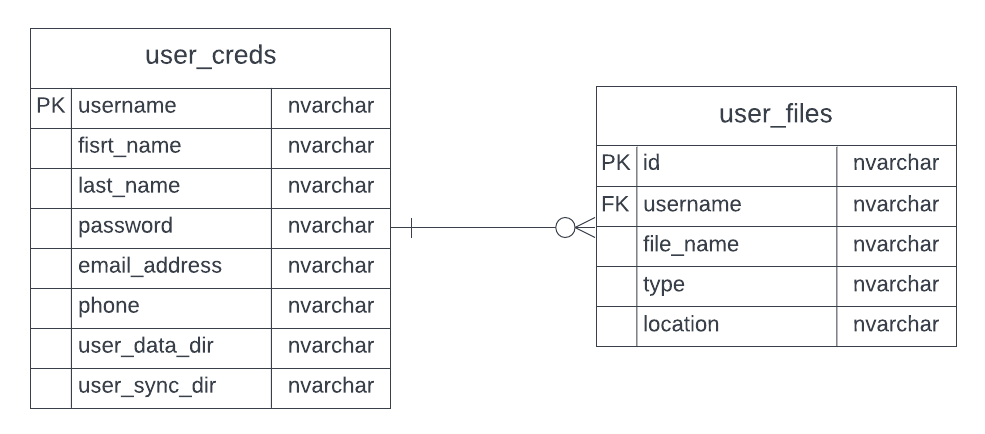 user_creds
PK username nvarchar
fisrt_name nvarchar
last_name nvarchar
password nvarchar
email_address nvarchar
phone nvarchar
user_data_dir nvarchar
user_sync_dir nvarchar
user_files
PK id nvarchar
FK username nvarchar
file_name nvarchar
type nvarchar
location nvarchar